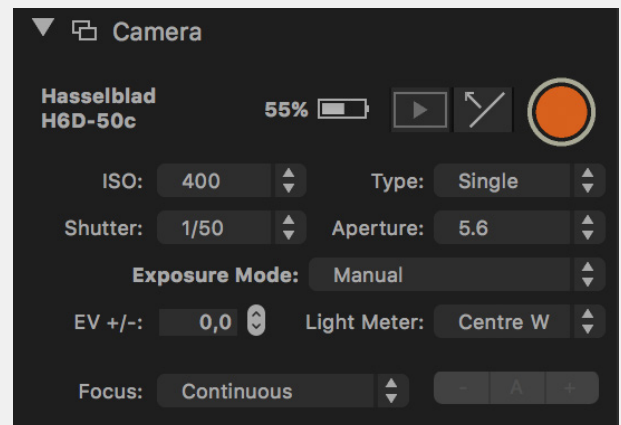 Camera
Hasselblad
H6D-50c
55%
ISO: 400 Type: Single
Shutter: 1/50 Aperture: 5.6
Exposure Mode: Manual
EV +/-: 0,0 Light Meter: Centre W
Focus: Continuous - A +